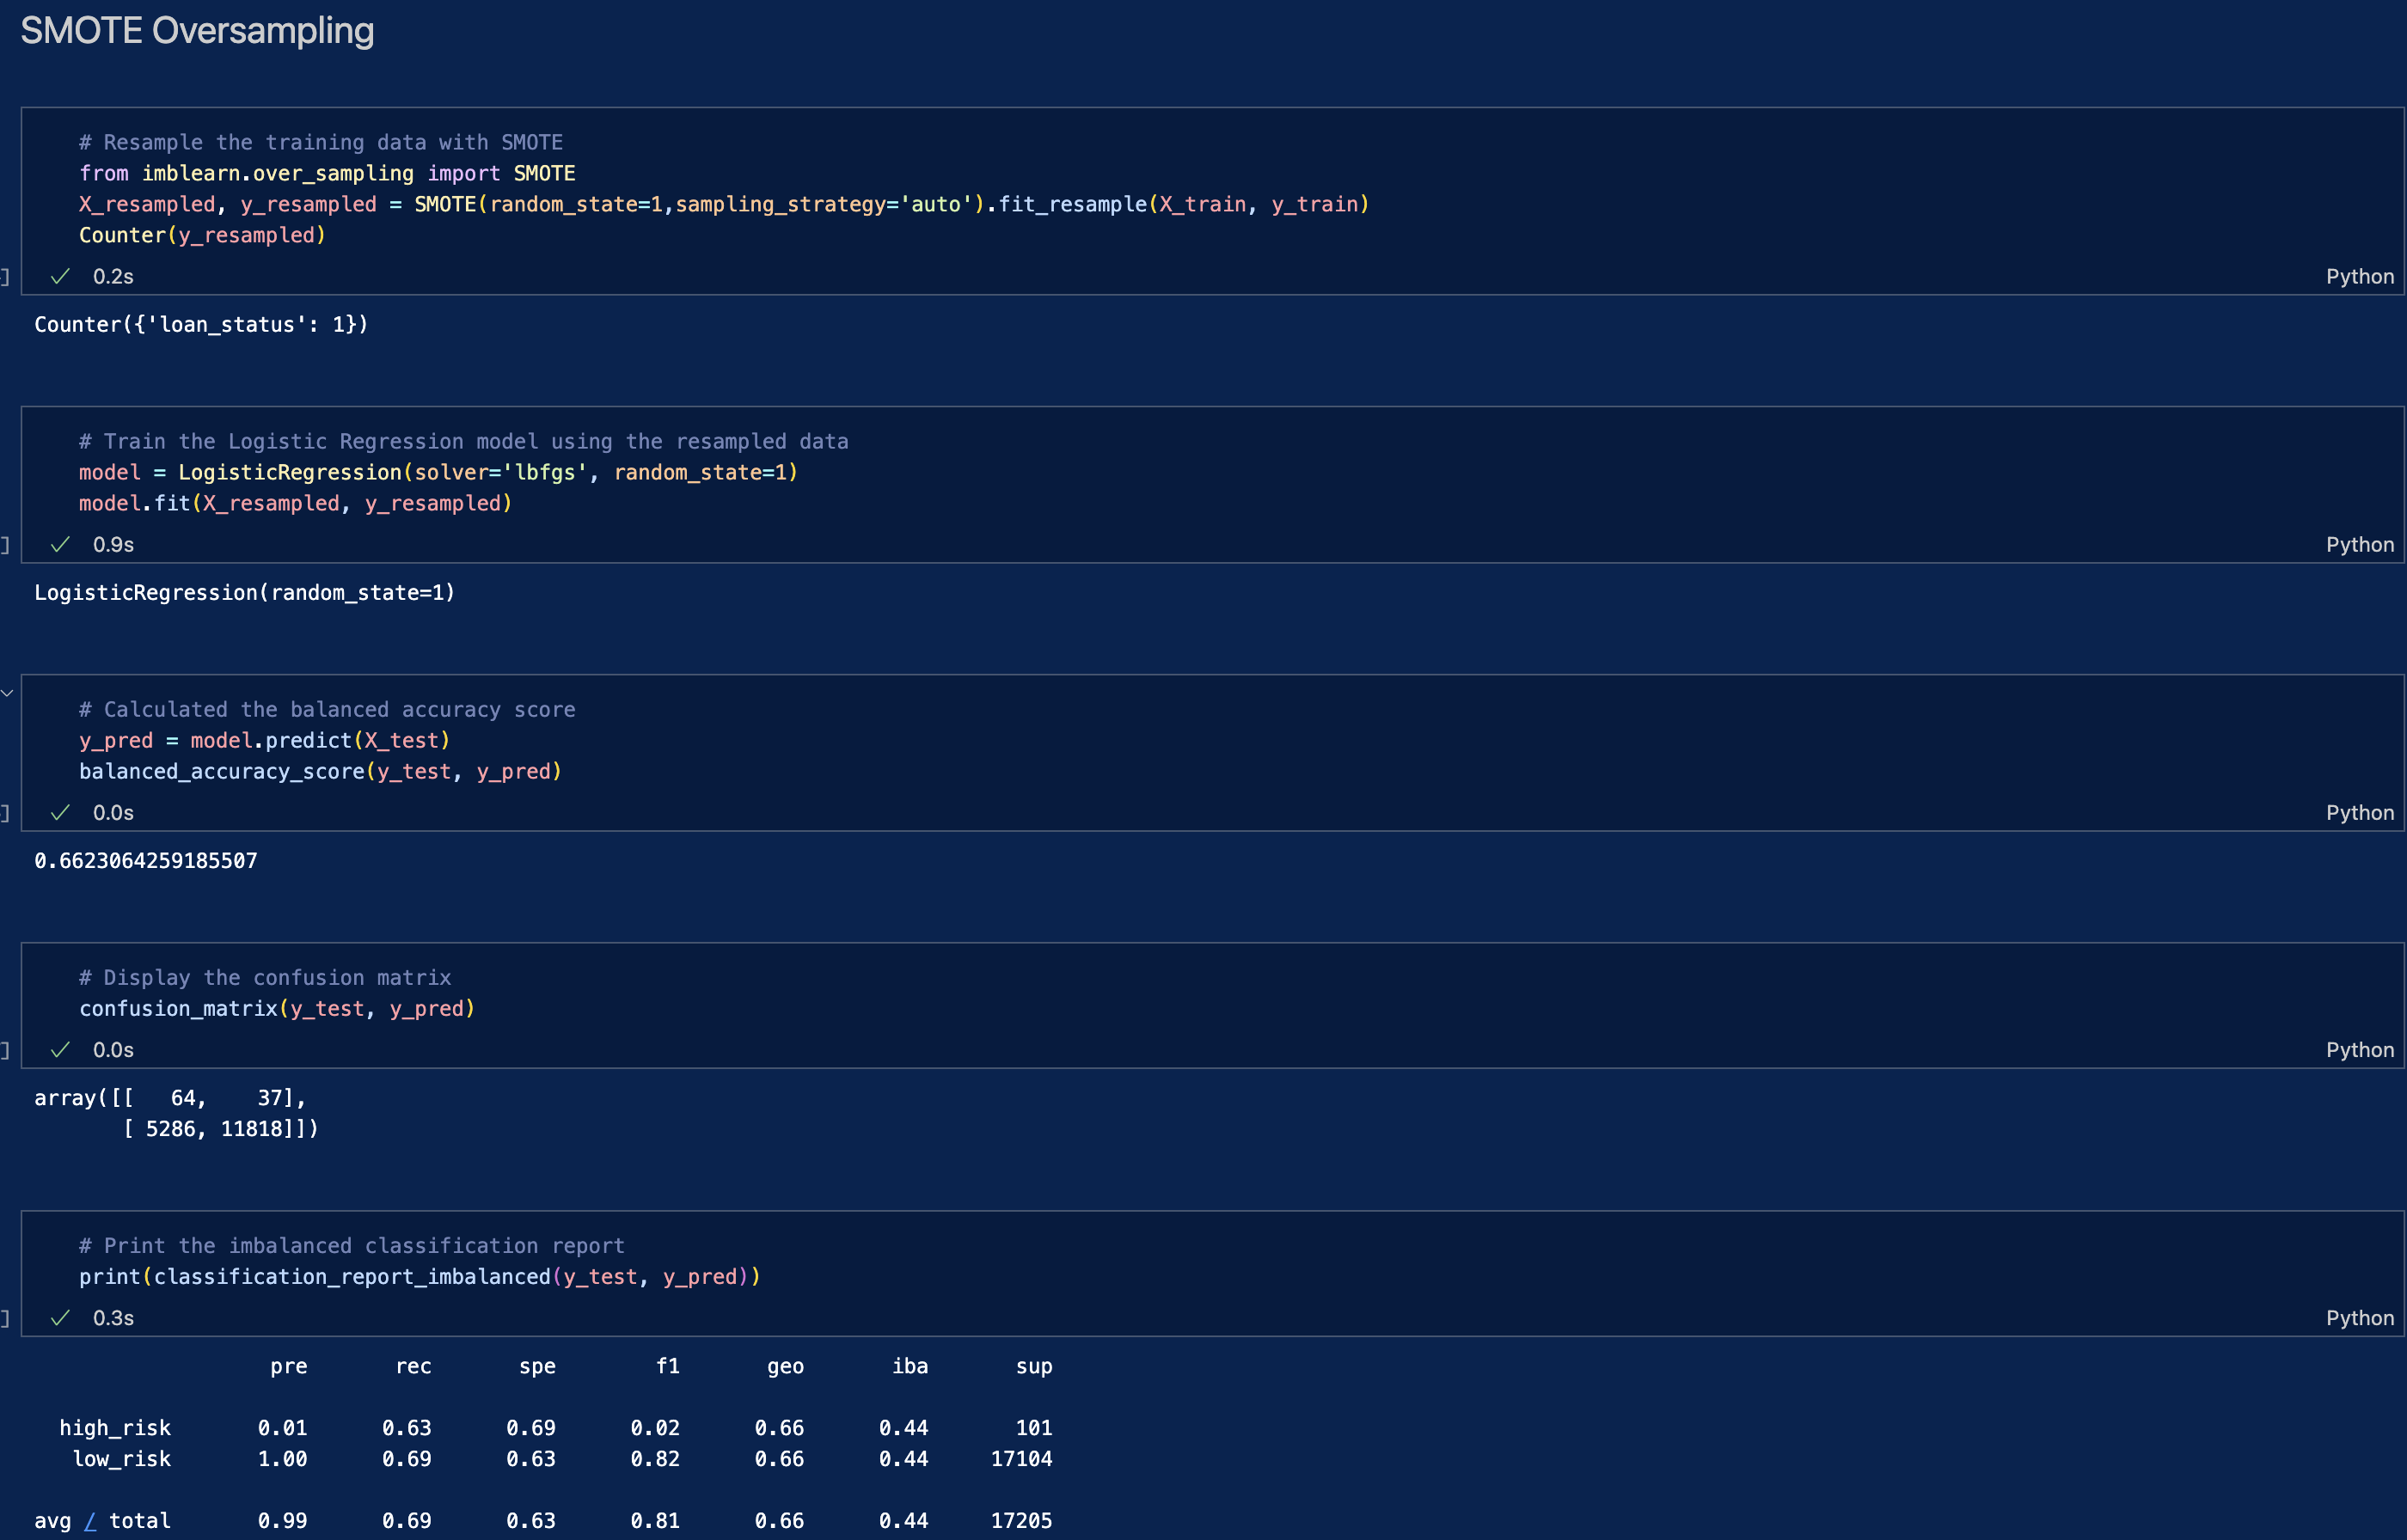 SMOTE Oversampling
# Resample the training data with SMOTE
from imblearn.over_sampling import SMOTE
X_resampled, y_resampled = SMOTE(random_state=1,sampling_strategy='auto').fit_resample(X_train, y_train)
Counter(y_resampled)
] ✓ 0.2s Python
Counter({'loan_status': 1})
# Train the Logistic Regression model using the resampled data
model = LogisticRegression(solver='lbfgs', random_state=1)
model.fit(X_resampled, y_resampled)
] ✓ 0.9s Python
LogisticRegression(random_state=1)
# Calculated the balanced accuracy score
y_pred = model.predict(X_test)
balanced_accuracy_score(y_test, y_pred)
] ✓ 0.0s Python
0.6623064259185507
# Display the confusion matrix
confusion_matrix(y_test, y_pred)
] ✓ 0.0s Python
array([[   64,    37],
       [ 5286, 11818]])
# Print the imbalanced classification report
print(classification_report_imbalanced(y_test, y_pred))
] ✓ 0.3s Python
pre rec spe f1 geo iba sup
high_risk 0.01 0.63 0.69 0.02 0.66 0.44 101
low_risk 1.00 0.69 0.63 0.82 0.66 0.44 17104
avg / total 0.99 0.69 0.63 0.81 0.66 0.44 17205